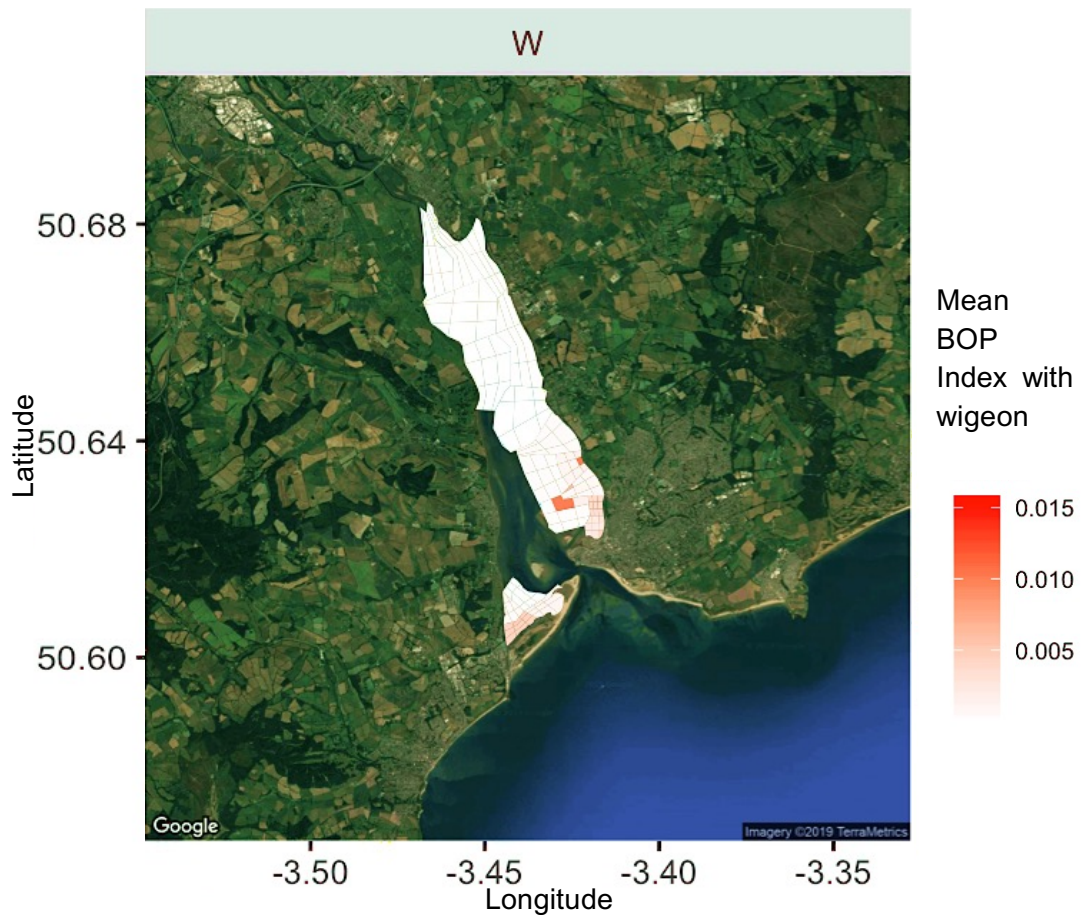 W
50.68
50.64
50.60
Latitude
-3.50
-3.45
-3.40
-3.35
Longitude
Google
Imagery ©2019 TerraMetrics
Mean
BOP
Index with
wigeon
0.015
0.010
0.005